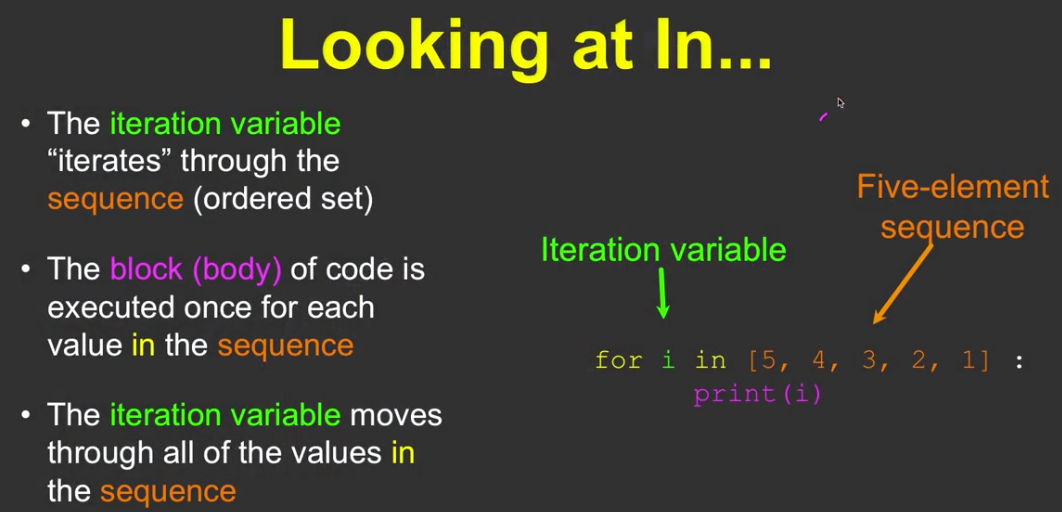 Looking at In...
• The iteration variable
“iterates” through the
sequence (ordered set)
• The block (body) of code is
executed once for each
value in the sequence
• The iteration variable moves
through all of the values in
the sequence
Five-element
sequence
Iteration variable
for i in [5, 4, 3, 2, 1] :
print(i)